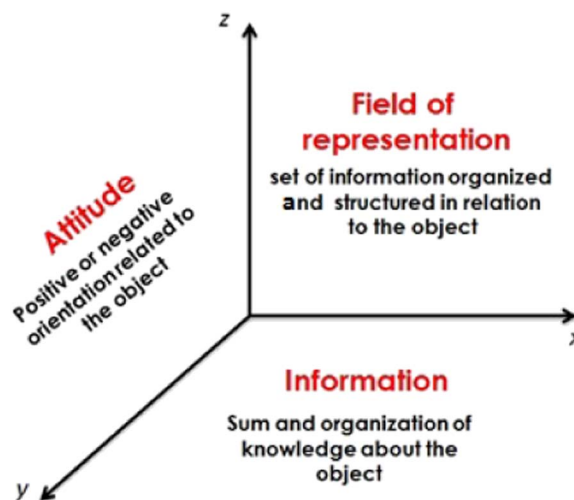 z
Field of
representation
set of information organized
and structured in relation
to the object
Attitude
Positive or negative
orientation related to
the object
x
Information
Sum and organization of
knowledge about the
object
y